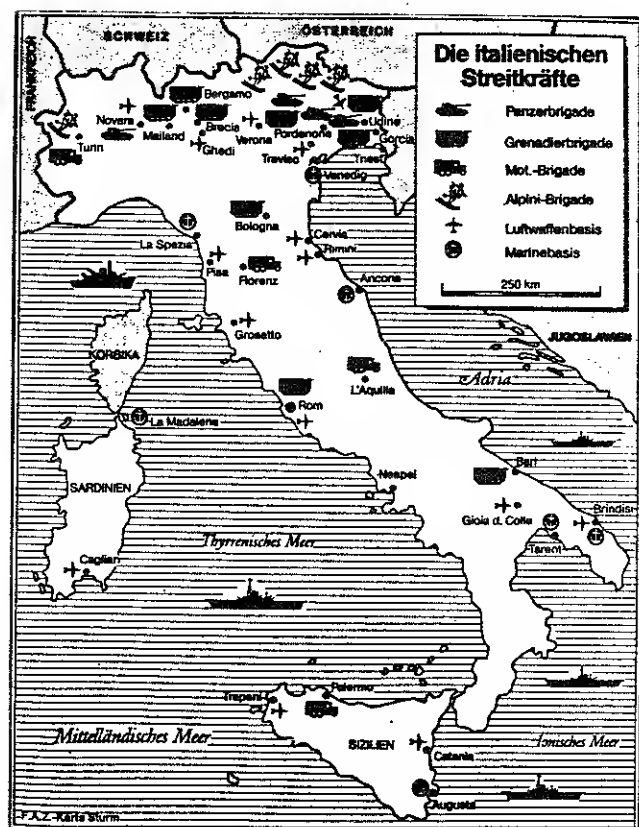 FRANKREICH
SCHWEIZ
ÖSTERREICH
Die italienischen
Streitkräfte
Panzerbrigade
Grenadierbrigade
Mot.-Brigade
Alpini-Brigade
Luftwaffenbasis
Marinebasis
250 km
Bergamo
Novara
Mailand
Brecia
Ghedi
Verona
Pordenone
Udine
Gorcia
Turin
Treviso
Triest
Venedig
Bologna
La Spezia
Cervia
Rimini
Pisa
Florenz
Ancona
Grosseto
KORSIKA
JUGOSLAWIEN
L'Aquila
Adria
Rom
La Madalena
SARDINIEN
Neapel
Bari
Gioia d. Colle
Brindisi
Tarent
Thyrrenisches Meer
Cagliari
Trapani
Palermo
Mittelländisches Meer
SIZILIEN
Ionisches Meer
Catania
Augusta
F.A.Z.-Karte Sturm